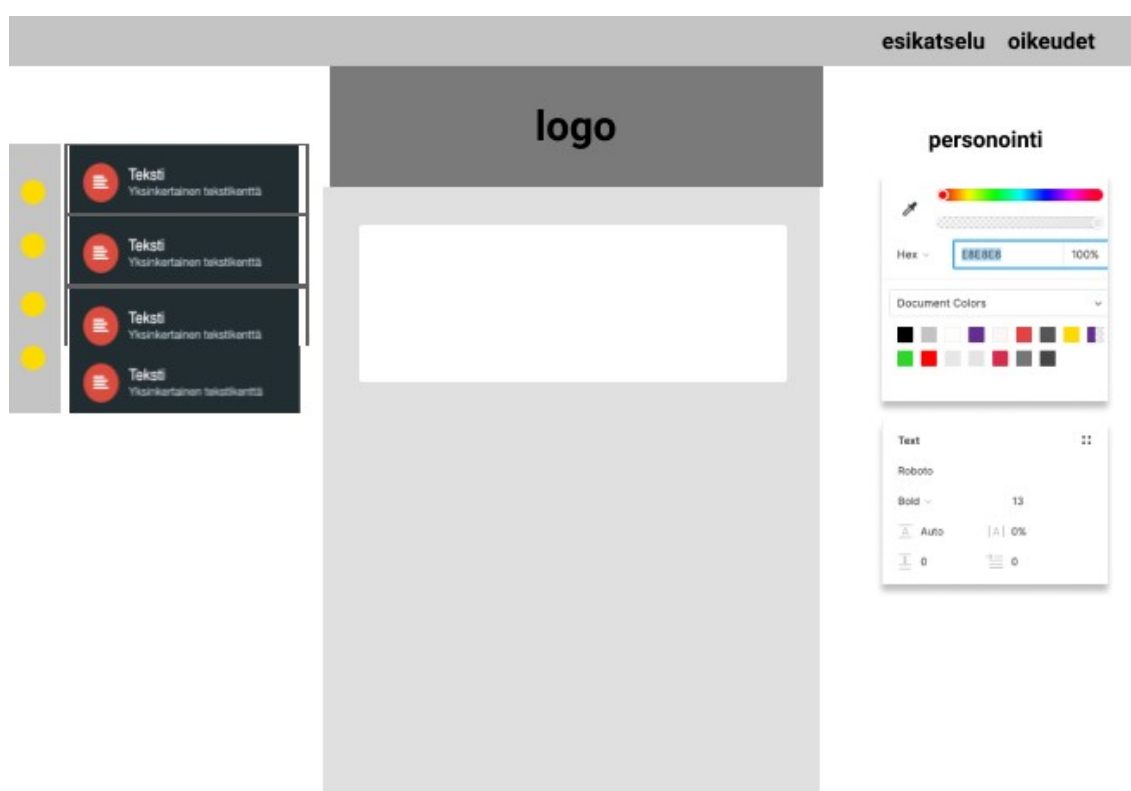 esikatselu oikeudet
logo
personointi
Teksti
Yksinkertainen tekstikenttä
Teksti
Yksinkertainen tekstikenttä
Teksti
Yksinkertainen tekstikenttä
Teksti
Yksinkertainen tekstikenttä
Hex E8E8E8 100%
Document Colors
Text
Roboto
Bold 13
A Auto |A| 0%
0 0